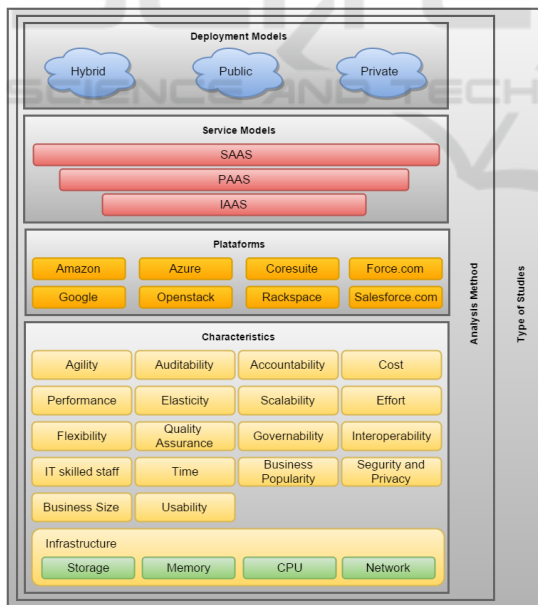 SCIENCE AND TECH
Deployment Models
Hybrid
Public
Private
Service Models
SAAS
PAAS
IAAS
Plataforms
Amazon
Azure
Coresuite
Force.com
Google
Openstack
Rackspace
Salesforce.com
Characteristics
Agility
Auditability
Accountability
Cost
Performance
Elasticity
Scalability
Effort
Flexibility
Quality
Assurance
Governability
Interoperability
IT skilled staff
Time
Business
Popularity
Segurity and
Privacy
Business Size
Usability
Infrastructure
Storage
Memory
CPU
Network
Analysis Method
Type of Studies